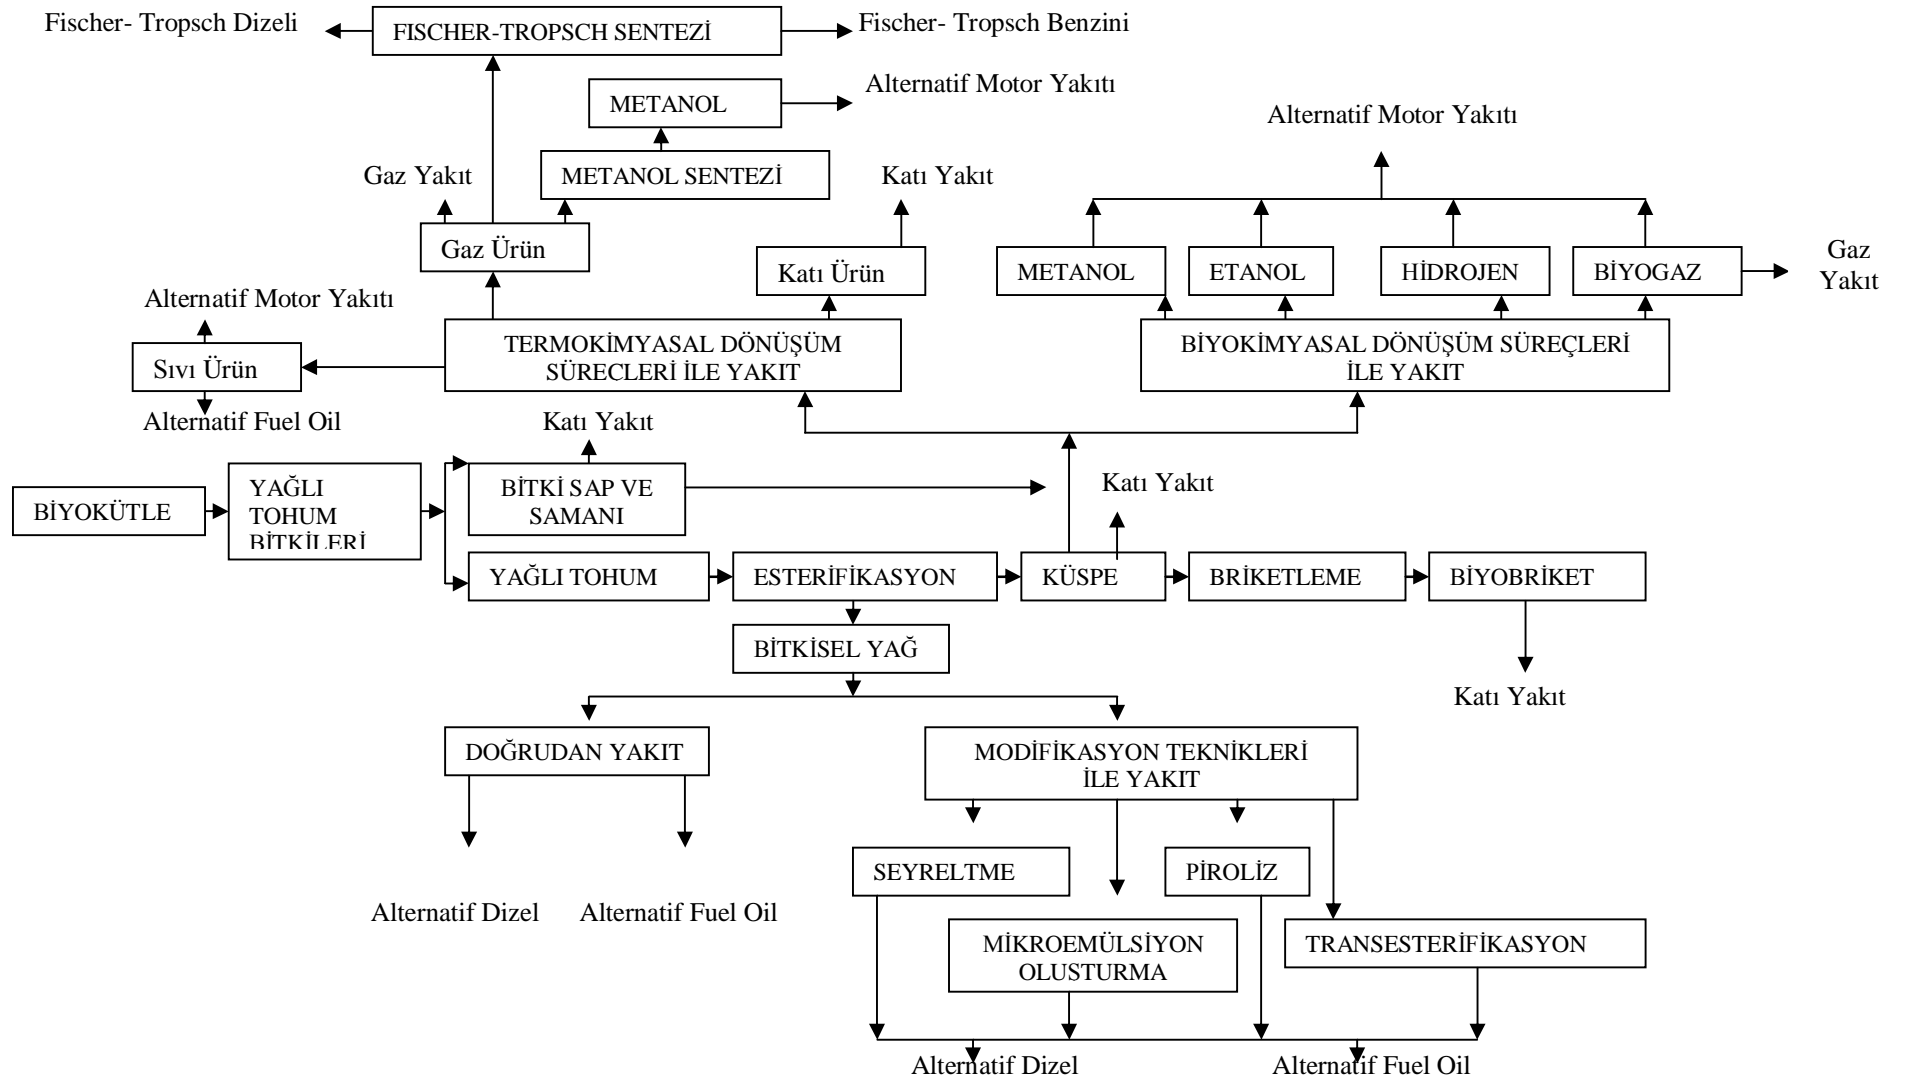 Fischer- Tropsch Dizeli
FISCHER-TROPSCH SENTEZİ
Fischer- Tropsch Benzini
METANOL
Alternatif Motor Yakıtı
Alternatif Motor Yakıtı
Gaz Yakıt
METANOL SENTEZİ
Katı Yakıt
Gaz Ürün
Katı Ürün
METANOL
ETANOL
HİDROJEN
BİYOGAZ
Gaz
Yakıt
Alternatif Motor Yakıtı
Sıvı Ürün
Alternatif Fuel Oil
TERMOKİMYASAL DÖNÜŞÜM
SÜRECLERİ İLE YAKIT
BİYOKİMYASAL DÖNÜŞÜM SÜREÇLERİ
İLE YAKIT
Katı Yakıt
BİYOKÜTLE
YAĞLI
TOHUM
BİTKİLERİ
BİTKİ SAP VE
SAMANI
Katı Yakıt
YAĞLI TOHUM
ESTERİFİKASYON
KÜSPE
BRİKETLEME
BİYOBRİKET
BİTKİSEL YAĞ
Katı Yakıt
DOĞRUDAN YAKIT
MODİFİKASYON TEKNİKLERİ
İLE YAKIT
SEYRELTME
PİROLİZ
Alternatif Dizel
Alternatif Fuel Oil
MİKROEMÜLSİYON
OLUSTURMA
TRANSESTERİFİKASYON
Alternatif Dizel
Alternatif Fuel Oil